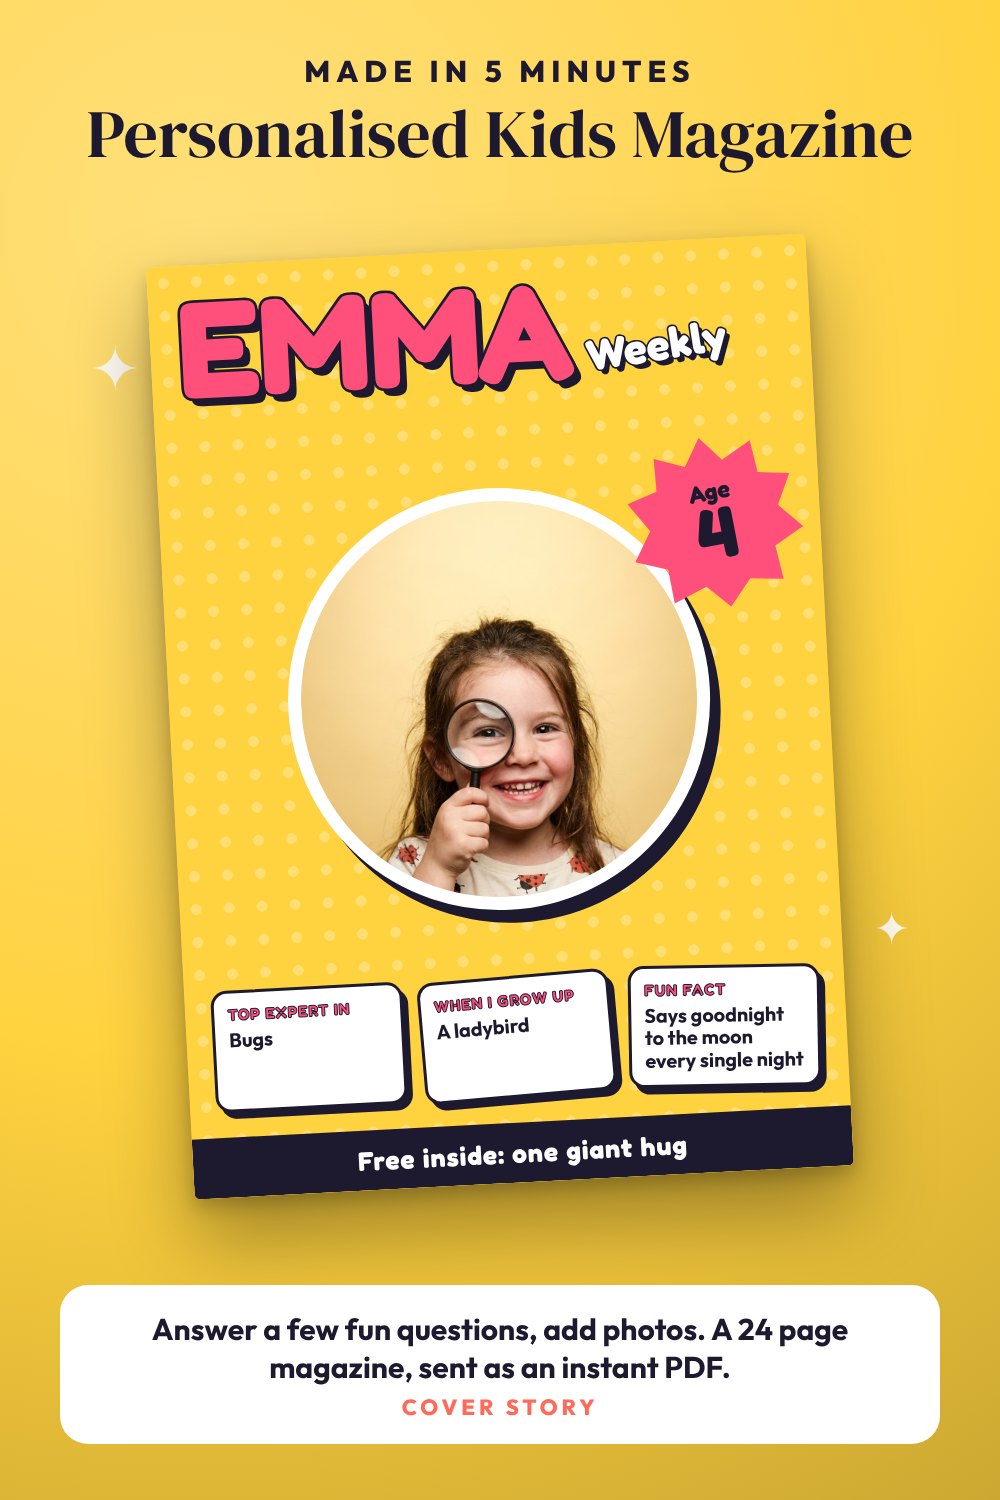 MADE IN 5 MINUTES
Personalised Kids Magazine
EMMA Weekly
Age
4
TOP EXPERT IN
Bugs
WHEN I GROW UP
A ladybird
FUN FACT
Says goodnight
to the moon
every single night
Free inside: one giant hug
Answer a few fun questions, add photos. A 24 page
magazine, sent as an instant PDF.
COVER STORY